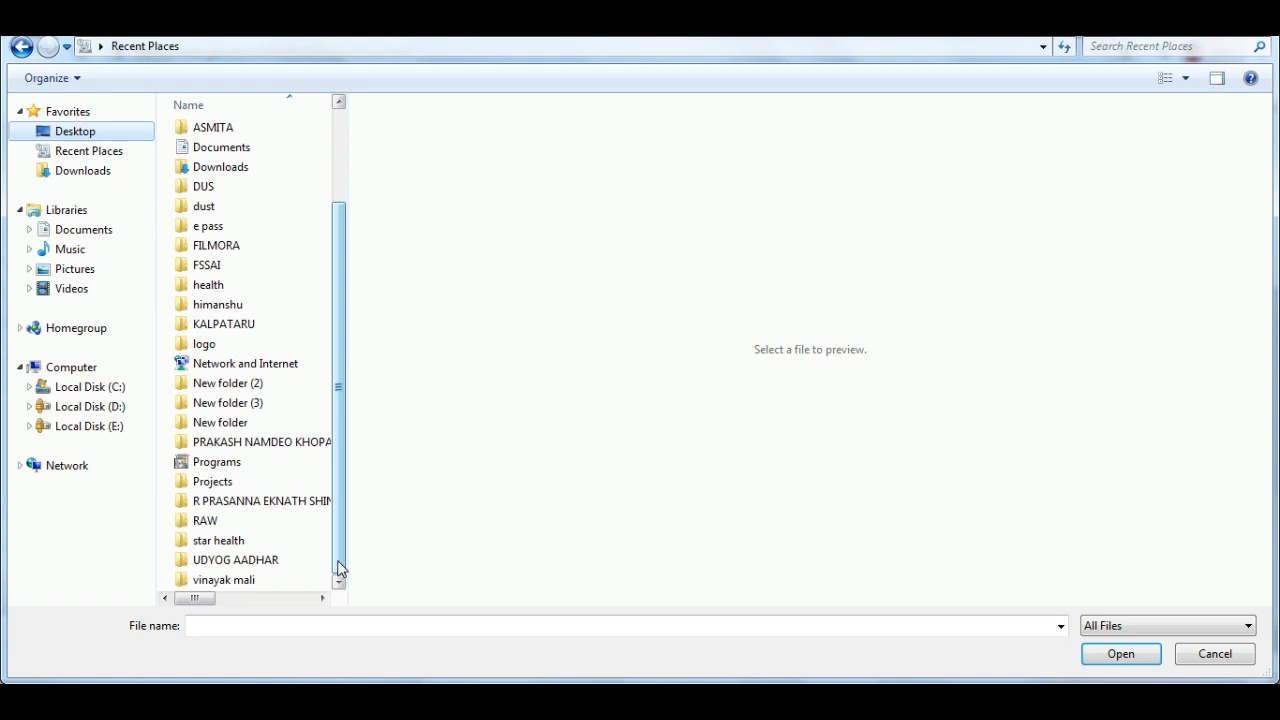 Recent Places
Search Recent Places
Organize
Favorites
Desktop
Recent Places
Downloads
Libraries
Documents
Music
Pictures
Videos
Homegroup
Computer
Local Disk (C:)
Local Disk (D:)
Local Disk (E:)
Network
Name
ASMITA
Documents
Downloads
DUS
dust
e pass
FILMORA
FSSAI
health
himanshu
KALPATARU
logo
Network and Internet
New folder (2)
New folder (3)
New folder
PRAKASH NAMDEO KHOPA
Programs
Projects
R PRASANNA EKNATH SHIN
RAW
star health
UDYOG AADHAR
vinayak mali
Select a file to preview.
File name:
All Files
Open
Cancel